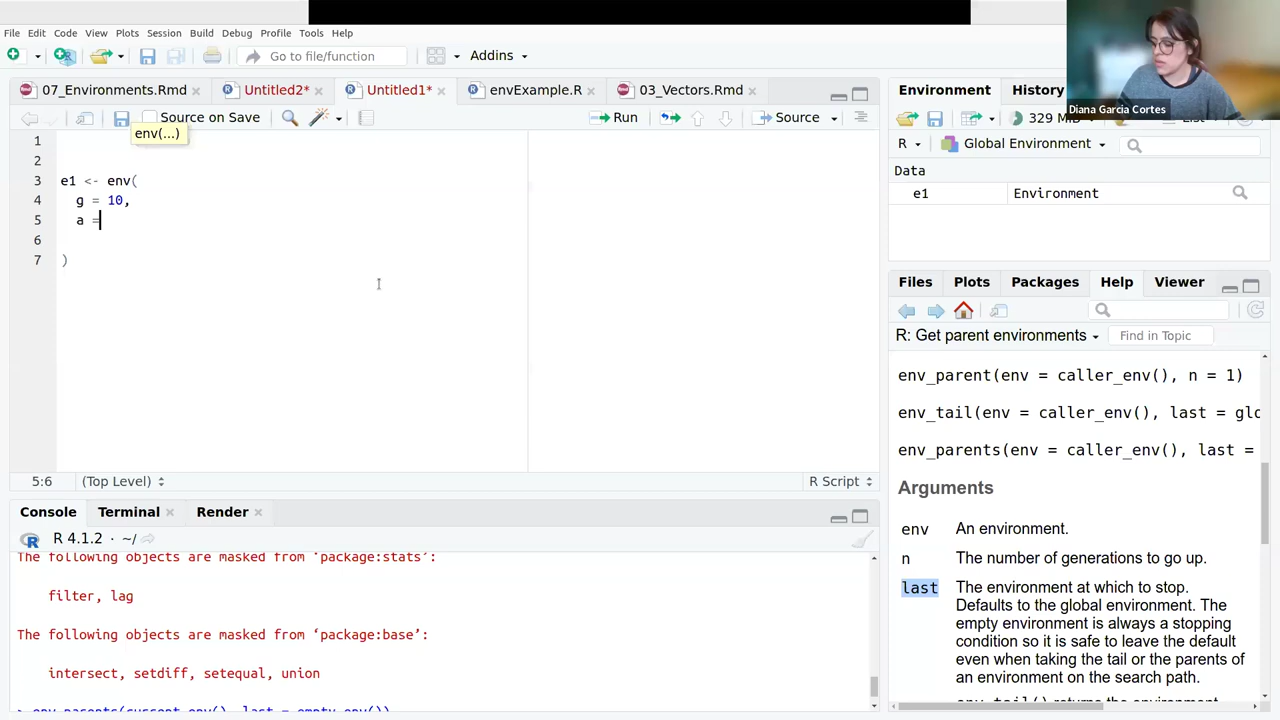 File Edit Code View Plots Session Build Debug Profile Tools Help
Go to file/function Addins
07_Environments.Rmd Untitled2* Untitled1* envExample.R 03_Vectors.Rmd
Source on Save Run Source
env(...)
1
2
3 e1 <- env(
4 g = 10,
5 a =
6
7 )
5:6 (Top Level) R Script
Console Terminal Render
R 4.1.2 · ~/
The following objects are masked from ‘package:stats’:
filter, lag
The following objects are masked from ‘package:base’:
intersect, setdiff, setequal, union
> env_parents(current_env(), last = empty_env())
Diana Garcia Cortes
Environment History
329 MiB
R Global Environment
Data
e1 Environment
Files Plots Packages Help Viewer
R: Get parent environments Find in Topic
env_parent(env = caller_env(), n = 1)
env_tail(env = caller_env(), last = glo
env_parents(env = caller_env(), last =
Arguments
env An environment.
n The number of generations to go up.
last The environment at which to stop.
Defaults to the global environment. The
empty environment is always a stopping
condition so it is safe to leave the default
even when taking the tail or the parents of
an environment on the search path.
env_tail() returns the environment